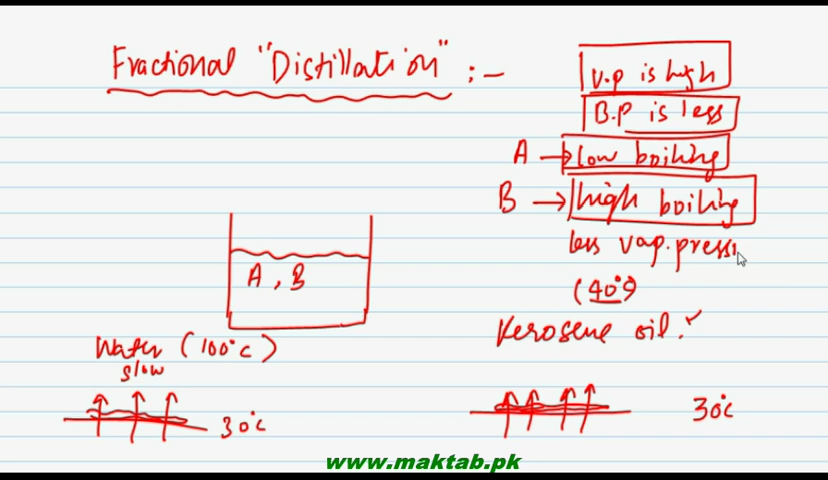 Fractional "Distillation" :-
V.P is high
B.P is less
A → low boiling
B → high boiling
less vap. press
(40°)
A, B
Kerosene oil. ✓
Water (100°C)
slow
30°C
30°C
www.maktab.pk